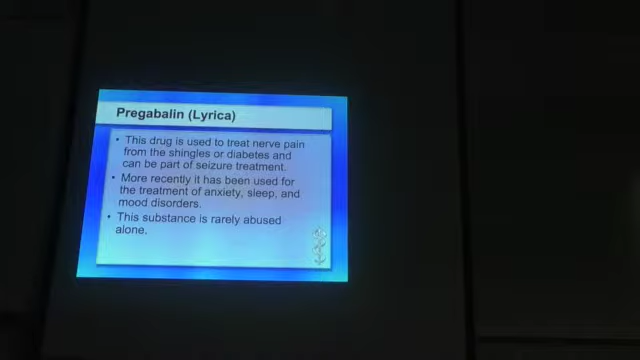 Pregabalin (Lyrica)
• This drug is used to treat nerve pain
from the shingles or diabetes and
can be part of seizure treatment.
• More recently it has been used for
the treatment of anxiety, sleep, and
mood disorders.
• This substance is rarely abused
alone.